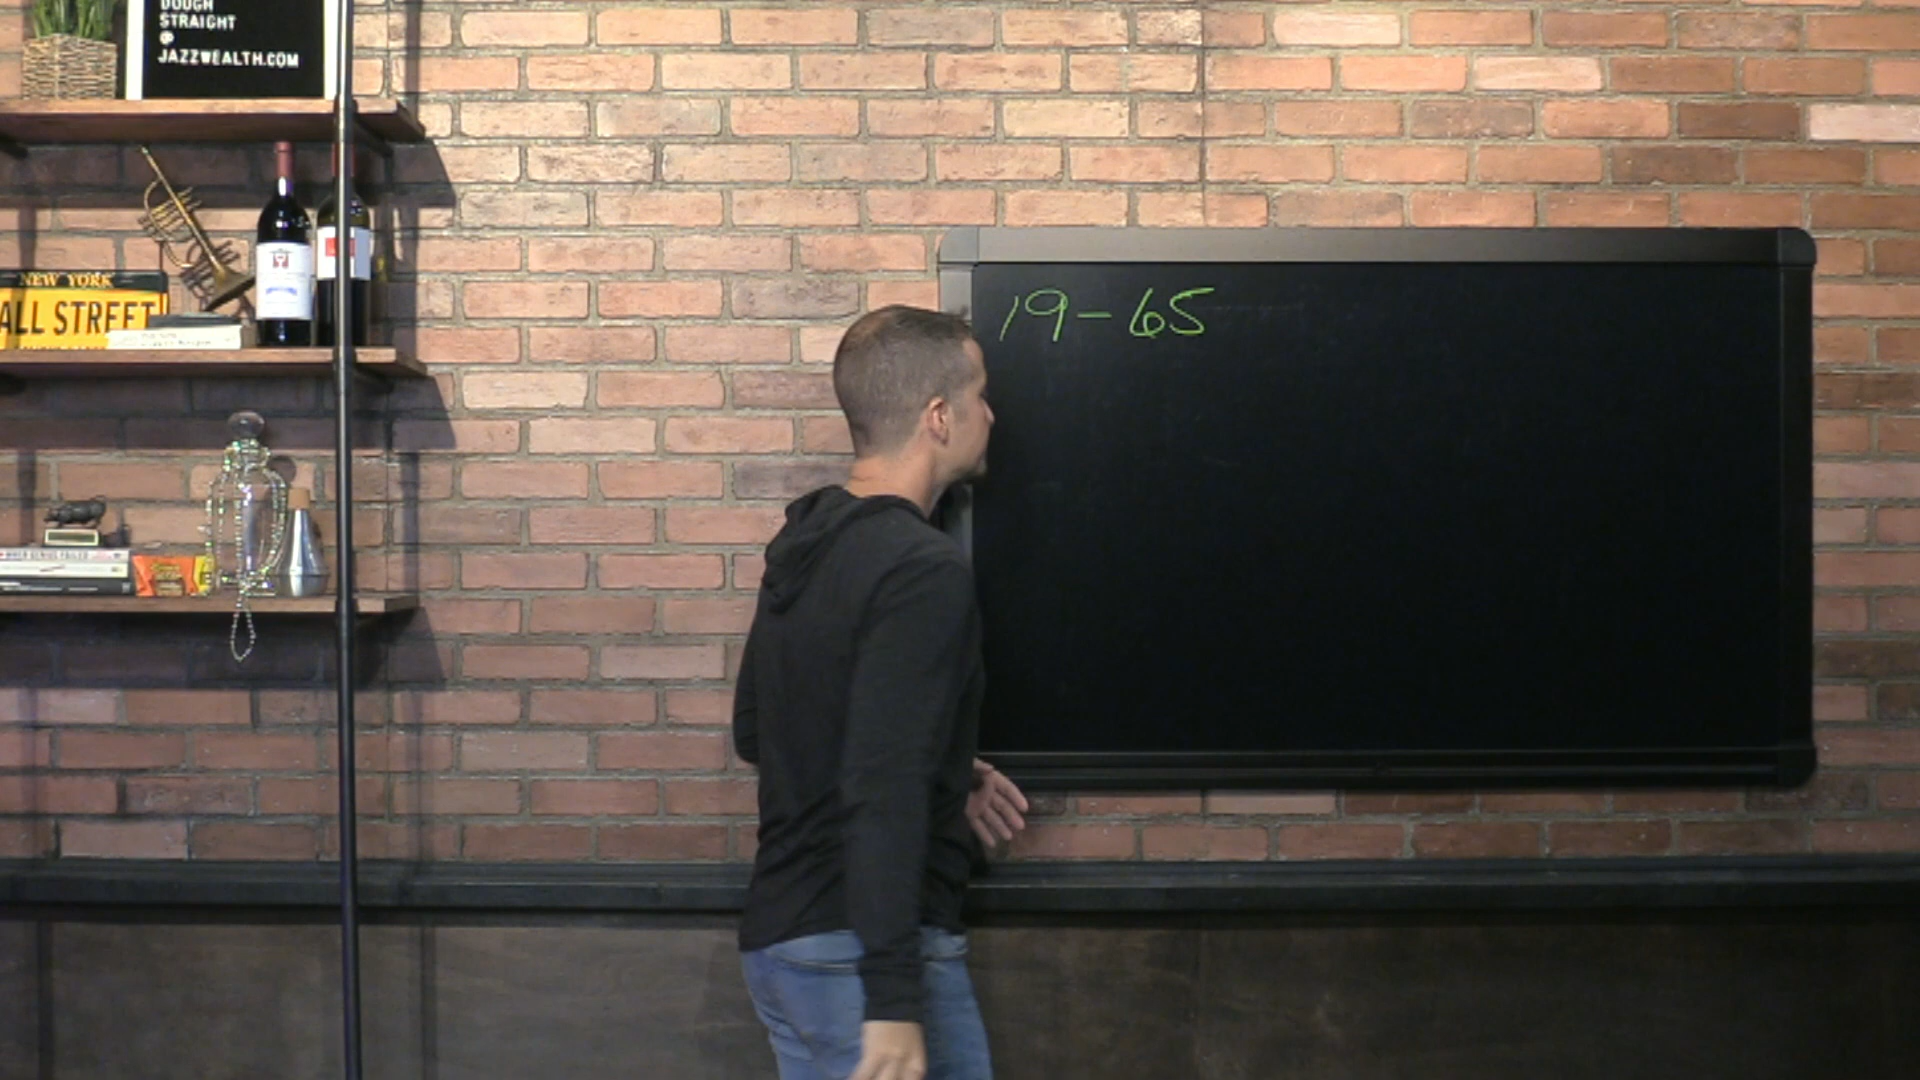 DOUGH
STRAIGHT
@
JAZZWEALTH.COM
NEW YORK
ALL STREET
19-65